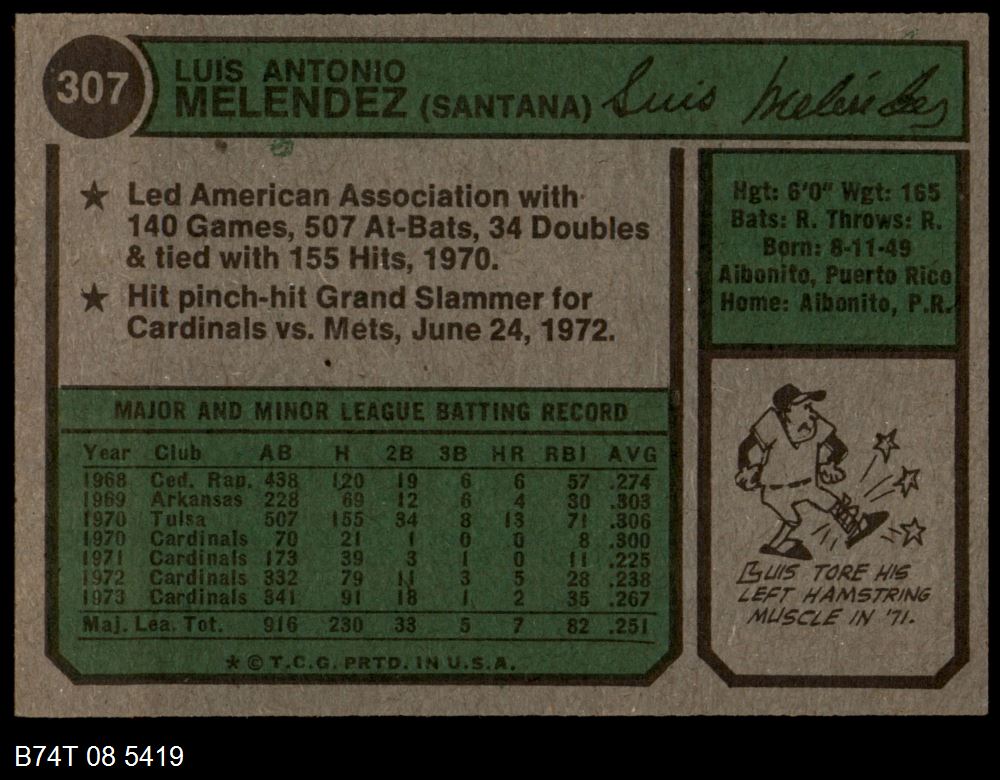 307
LUIS ANTONIO
MELENDEZ (SANTANA) Luis Meléndez
★ Led American Association with
140 Games, 507 At-Bats, 34 Doubles
& tied with 155 Hits, 1970.
★ Hit pinch-hit Grand Slammer for
Cardinals vs. Mets, June 24, 1972.
Hgt: 6'0" Wgt: 165
Bats: R. Throws: R.
Born: 8-11-49
Aibonito, Puerto Rico
Home: Aibonito, P.R.
MAJOR AND MINOR LEAGUE BATTING RECORD
Year Club AB H 2B 3B HR RBI AVG
1968 Ced. Rap. 438 120 19 6 6 57 .274
1969 Arkansas 228 69 12 6 4 30 .303
1970 Tulsa 507 155 34 8 13 71 .306
1970 Cardinals 70 21 1 0 0 8 .300
1971 Cardinals 173 39 3 1 0 11 .225
1972 Cardinals 332 79 11 3 5 28 .238
1973 Cardinals 341 91 18 1 2 35 .267
Maj. Lea. Tot. 916 230 33 5 7 82 .251
★ © T.C.G. PRTD. IN U.S.A.
LUIS TORE HIS
LEFT HAMSTRING
MUSCLE IN '71.
B74T 08 5419